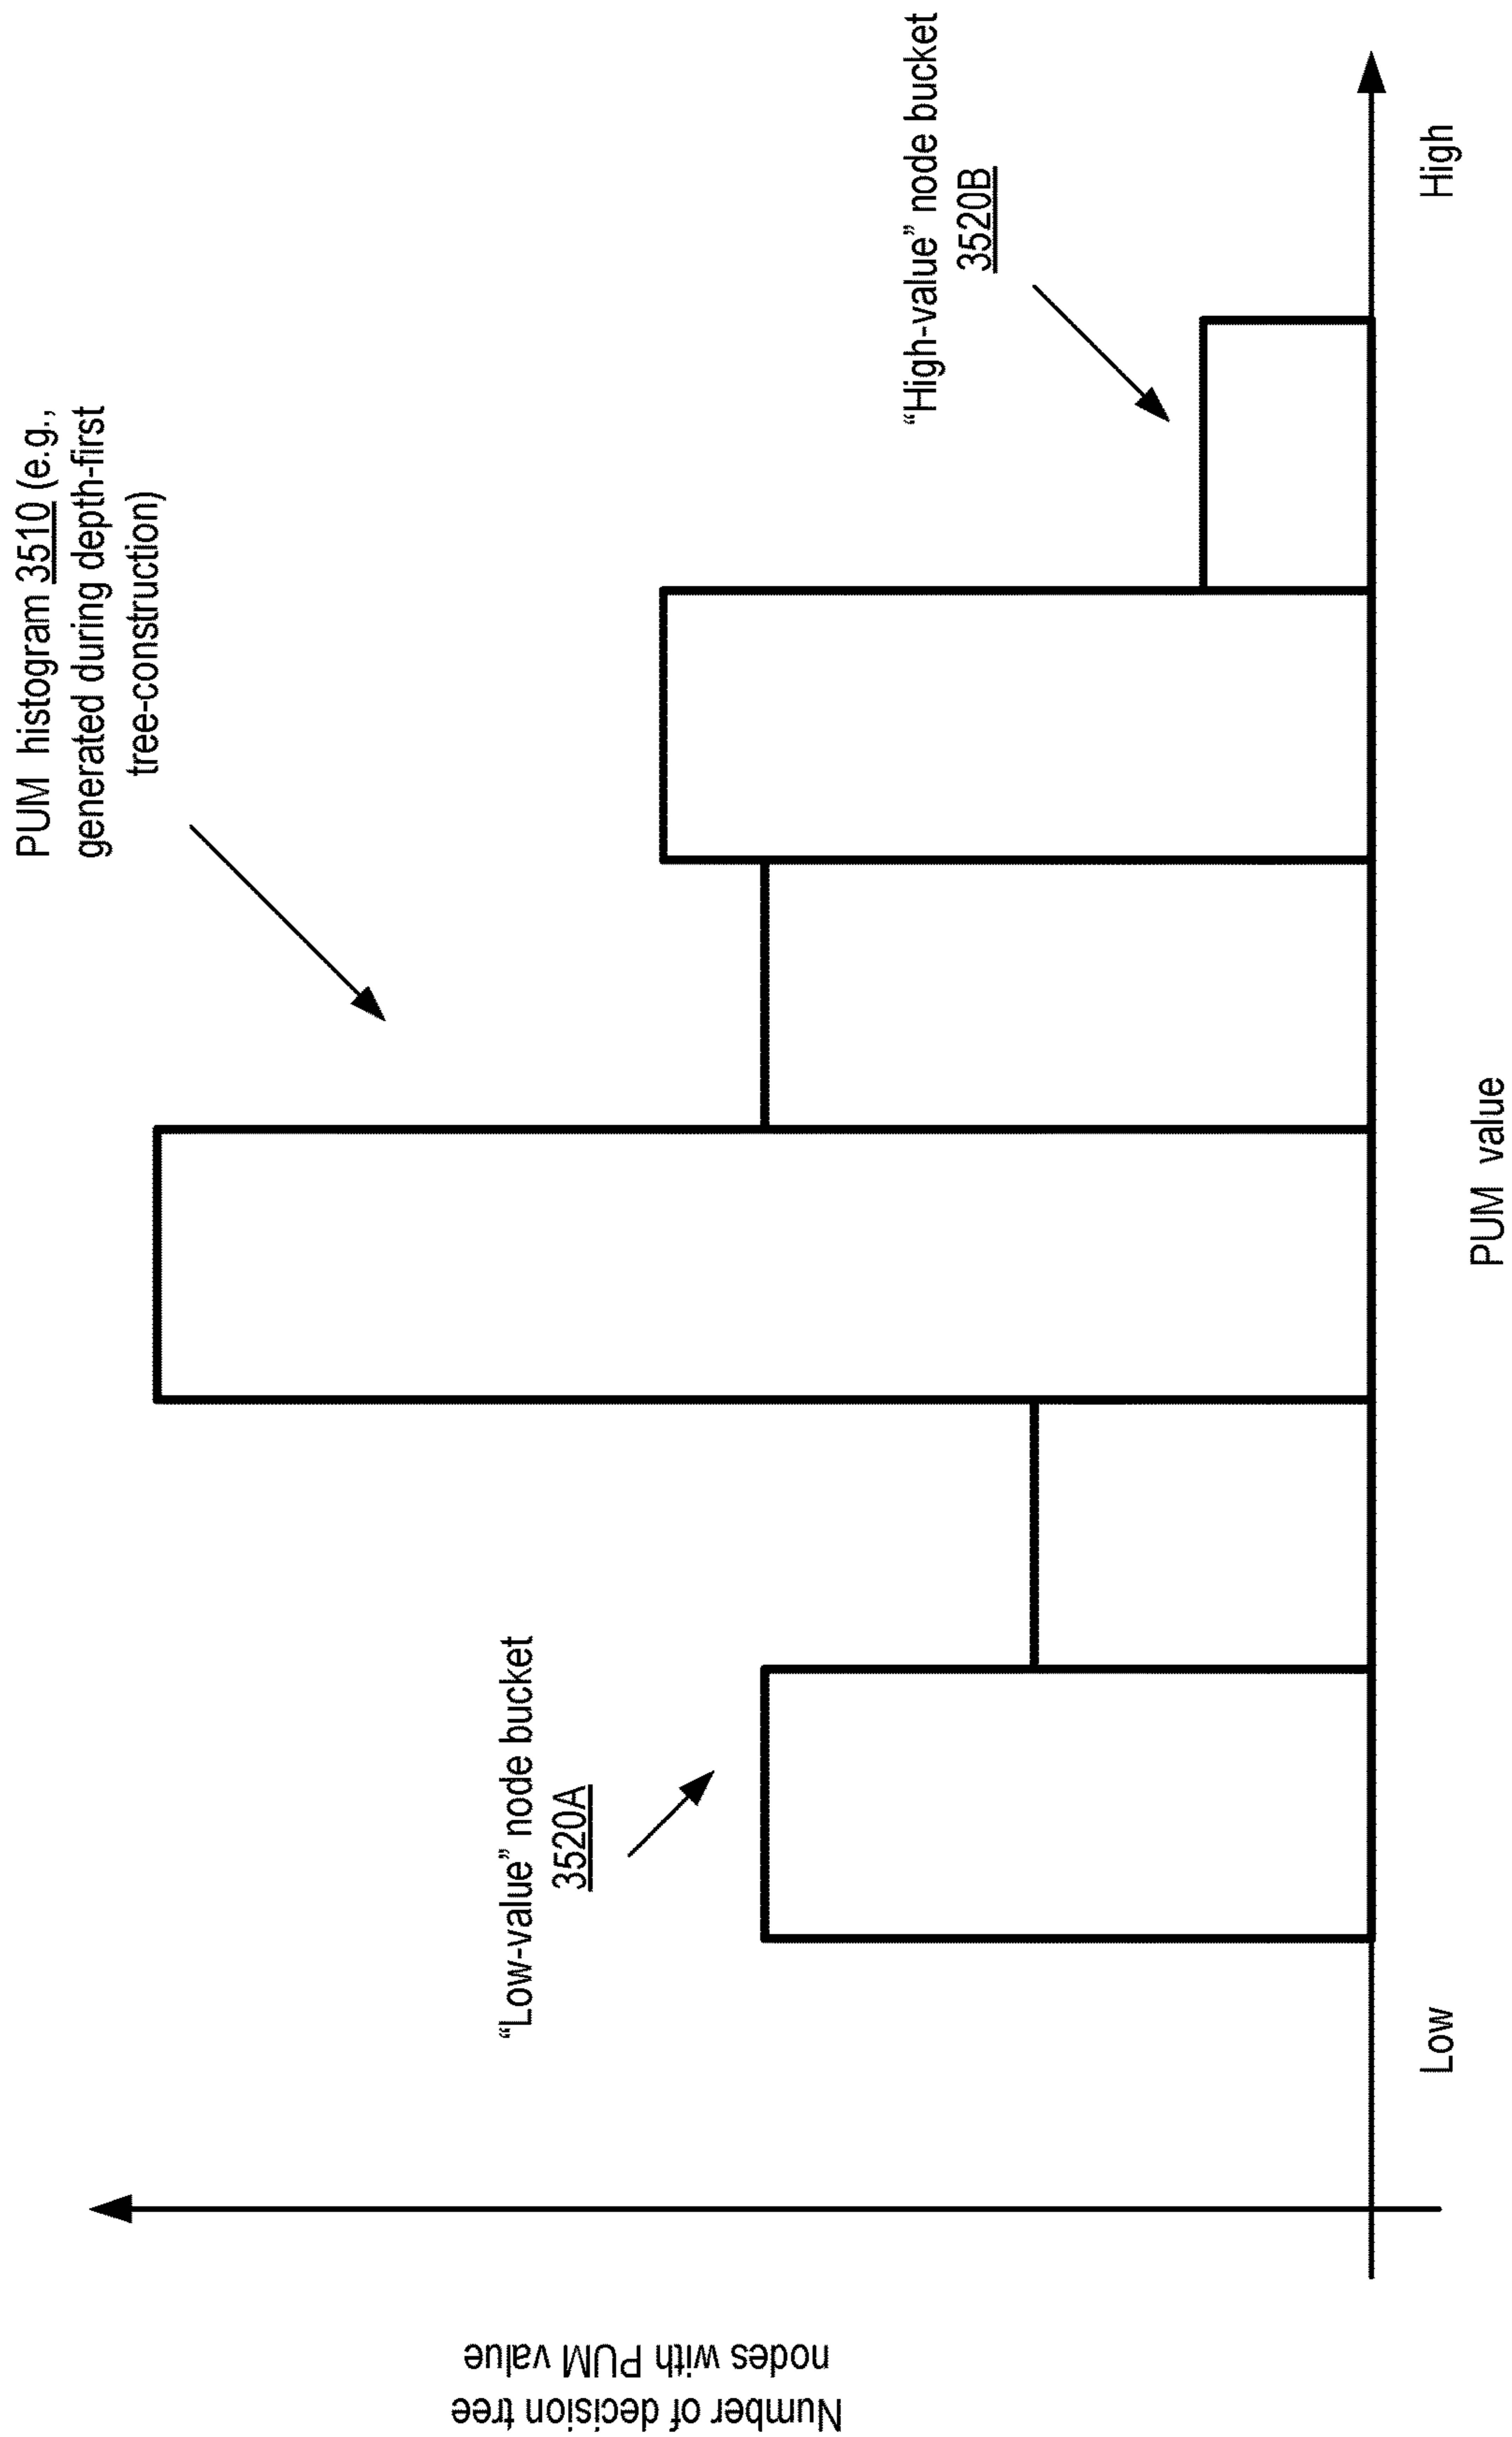 PUM histogram 3510 (e.g.,
generated during depth-first
tree-construction)
"High-value" node bucket
3520B
"Low-value" node bucket
3520A
Number of decision tree
nodes with PUM value
Low
High
PUM value